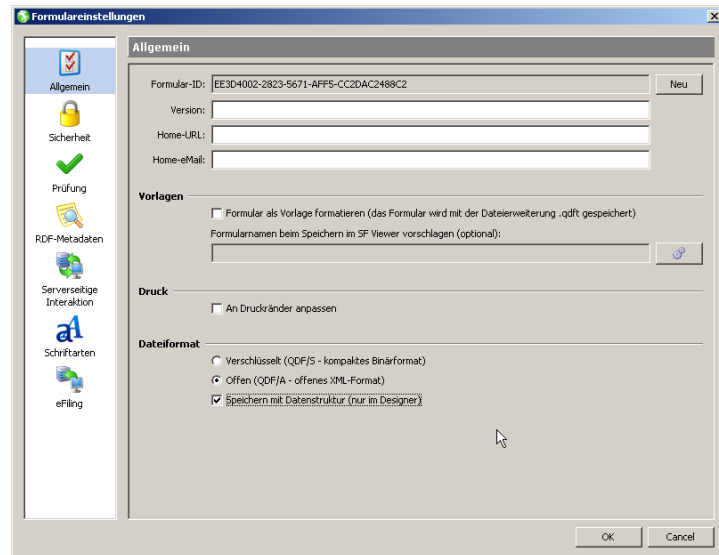 Formulareinstellungen
Allgemein
Sicherheit
Prüfung
RDF-Metadaten
Serverseitige
Interaktion
Schriftarten
eFiling
Allgemein
Formular-ID: EE3D4002-2823-5671-AFF5-CC2DAC2488C2 Neu
Version:
Home-URL:
Home-eMail:
Vorlagen
Formular als Vorlage formatieren (das Formular wird mit der Dateierweiterung .qdft gespeichert)
Formularnamen beim Speichern im SF Viewer vorschlagen (optional):
Druck
An Druckränder anpassen
Dateiformat
Verschlüsselt (QDF/S - kompaktes Binärformat)
Offen (QDF/A - offenes XML-Format)
Speichern mit Datenstruktur (nur im Designer)
OK Cancel